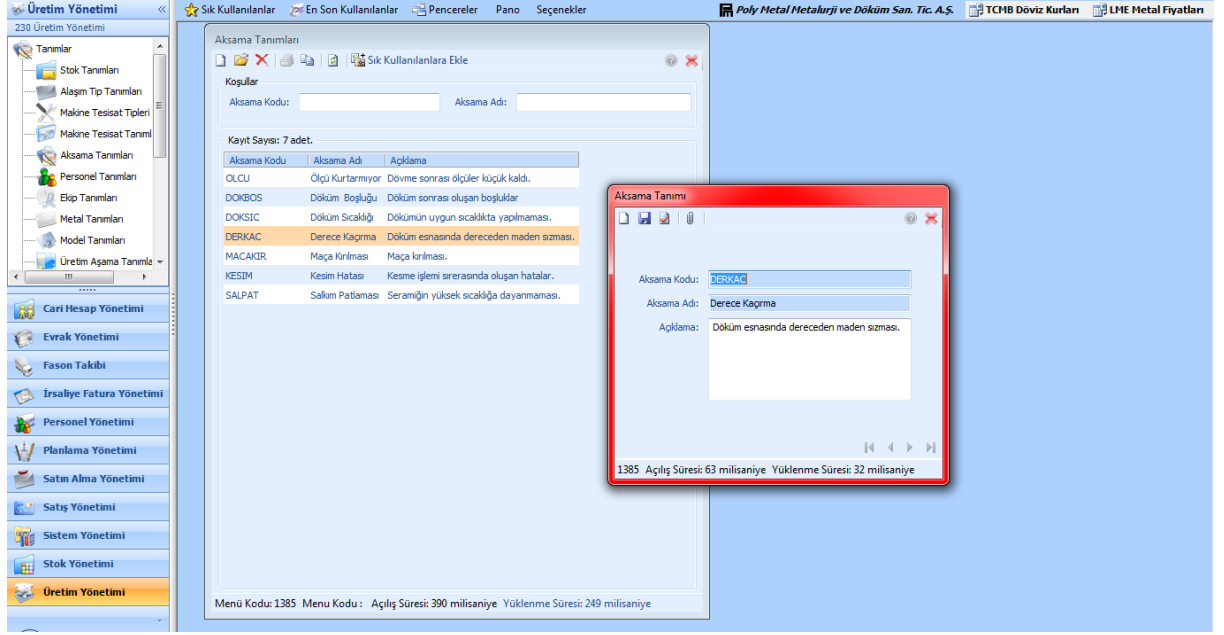 Üretim Yönetimi «
230 Üretim Yönetimi
Tanımlar
Stok Tanımları
Alaşım Tip Tanımları
Makine Tesisat Tipleri
Makine Tesisat Tanıml
Aksama Tanımları
Personel Tanımları
Ekip Tanımları
Metal Tanımları
Model Tanımları
Üretim Aşama Tanımla
Cari Hesap Yönetimi
Evrak Yönetimi
Fason Takibi
İrsaliye Fatura Yönetimi
Personel Yönetimi
Planlama Yönetimi
Satın Alma Yönetimi
Satış Yönetimi
Sistem Yönetimi
Stok Yönetimi
Üretim Yönetimi
Sık Kullanılanlar En Son Kullanılanlar Pencereler Pano Seçenekler Poly Metal Metalurji ve Döküm San. Tic. A.Ş. TCMB Döviz Kurları LME Metal Fiyatları
Aksama Tanımları
Sık Kullanılanlara Ekle
Koşullar
Aksama Kodu: Aksama Adı:
Kayıt Sayısı: 7 adet.
Aksama Kodu Aksama Adı Açıklama
OLCU Ölçü Kurtarmıyor Dövme sonrası ölçüler küçük kaldı.
DOKBOS Döküm Boşluğu Döküm sonrası oluşan boşluklar
DOKSIC Döküm Sıcaklığı Dökümün uygun sıcaklıkta yapılmaması.
DERKAC Derece Kaçırma Döküm esnasında dereceden maden sızması.
MACAKIR Maça Kırılması Maça kırılması.
KESIM Kesim Hatası Kesme işlemi sırerasında oluşan hatalar.
SALPAT Salkım Patlaması Seramiğin yüksek sıcaklığa dayanmaması.
Menü Kodu: 1385 Menu Kodu : Açılış Süresi: 390 milisaniye Yüklenme Süresi: 249 milisaniye
Aksama Tanımı
Aksama Kodu: DERKAC
Aksama Adı: Derece Kaçırma
Açıklama: Döküm esnasında dereceden maden sızması.
1385 Açılış Süresi: 63 milisaniye Yüklenme Süresi: 32 milisaniye